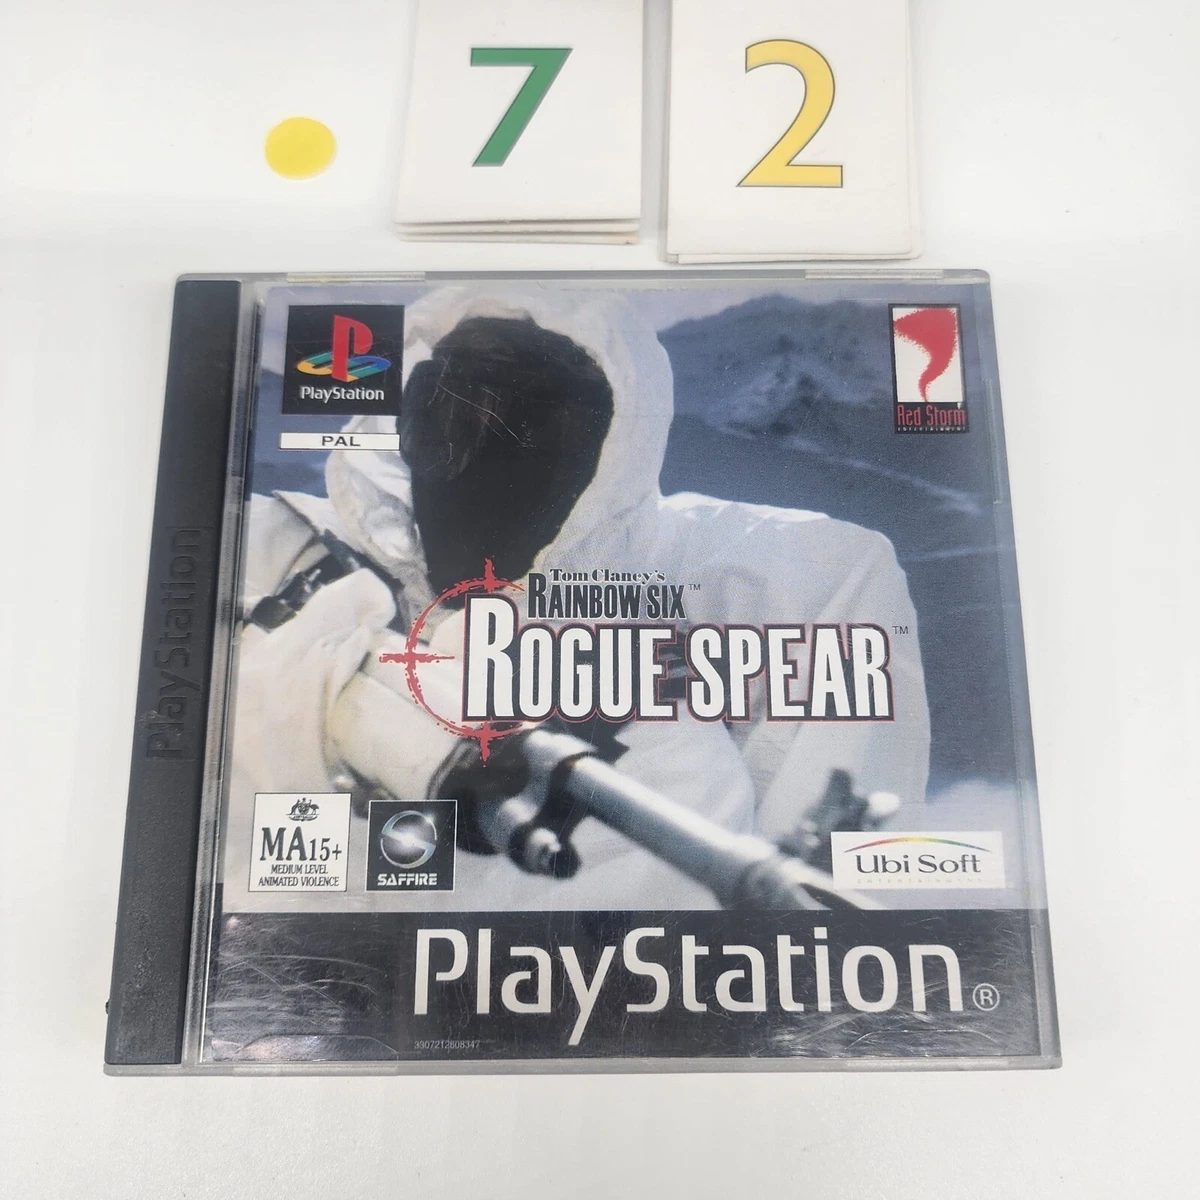 7
2
PlayStation
PlayStation
PAL
Red Storm
ENTERTAINMENT
Tom Clancy's
RAINBOW SIX™
ROGUE SPEAR™
MA15+
MEDIUM LEVEL
ANIMATED VIOLENCE
SAFFIRE
Ubi Soft
ENTERTAINMENT
PlayStation®
3307212808347